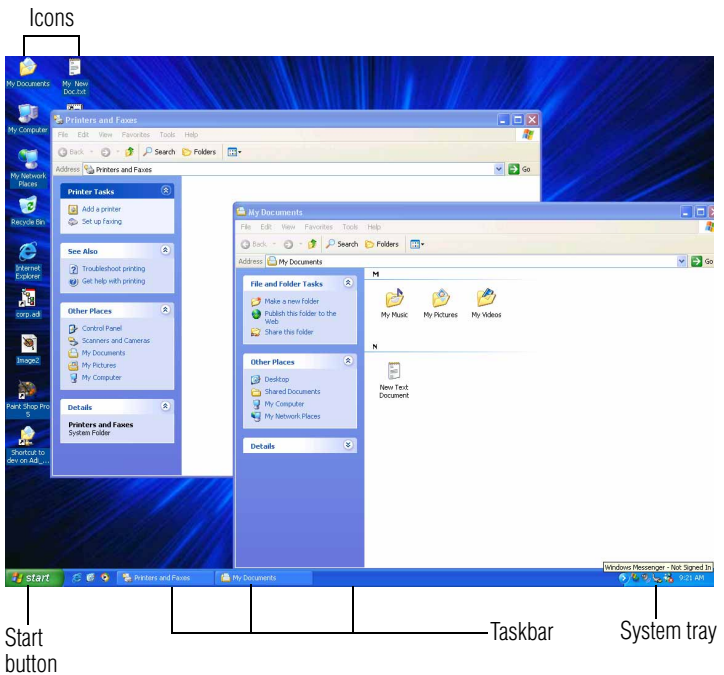 Icons
My Documents
My New
Doc.txt
My Computer
My Network
Places
Recycle Bin
Internet
Explorer
corp.adi
Image2
Paint Shop Pro
5
Shortcut to
dev on Adi_...
Printers and Faxes
File Edit View Favorites Tools Help
Back Search Folders
Address Printers and Faxes Go
Printer Tasks
Add a printer
Set up faxing
See Also
Troubleshoot printing
Get help with printing
Other Places
Control Panel
Scanners and Cameras
My Documents
My Pictures
My Computer
Details
Printers and Faxes
System Folder
My Documents
File Edit View Favorites Tools Help
Back Search Folders
Address My Documents Go
File and Folder Tasks
Make a new folder
Publish this folder to the
Web
Share this folder
Other Places
Desktop
Shared Documents
My Computer
My Network Places
Details
M
My Music My Pictures My Videos
N
New Text
Document
Windows Messenger - Not Signed In
start Printers and Faxes My Documents 9:21 AM
Start
button
Taskbar
System tray